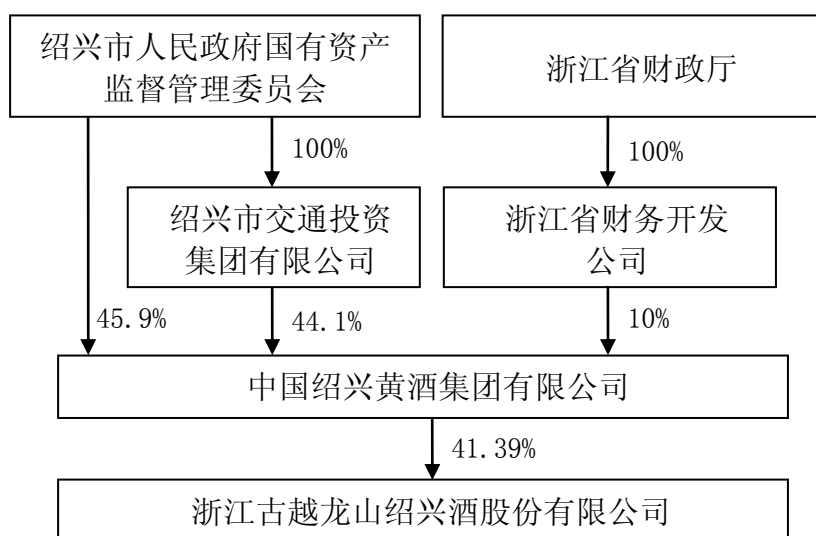 绍兴市人民政府国有资产
监督管理委员会
浙江省财政厅
100%
100%
绍兴市交通投资
集团有限公司
浙江省财务开发
公司
45.9%
44.1%
10%
中国绍兴黄酒集团有限公司
41.39%
浙江古越龙山绍兴酒股份有限公司